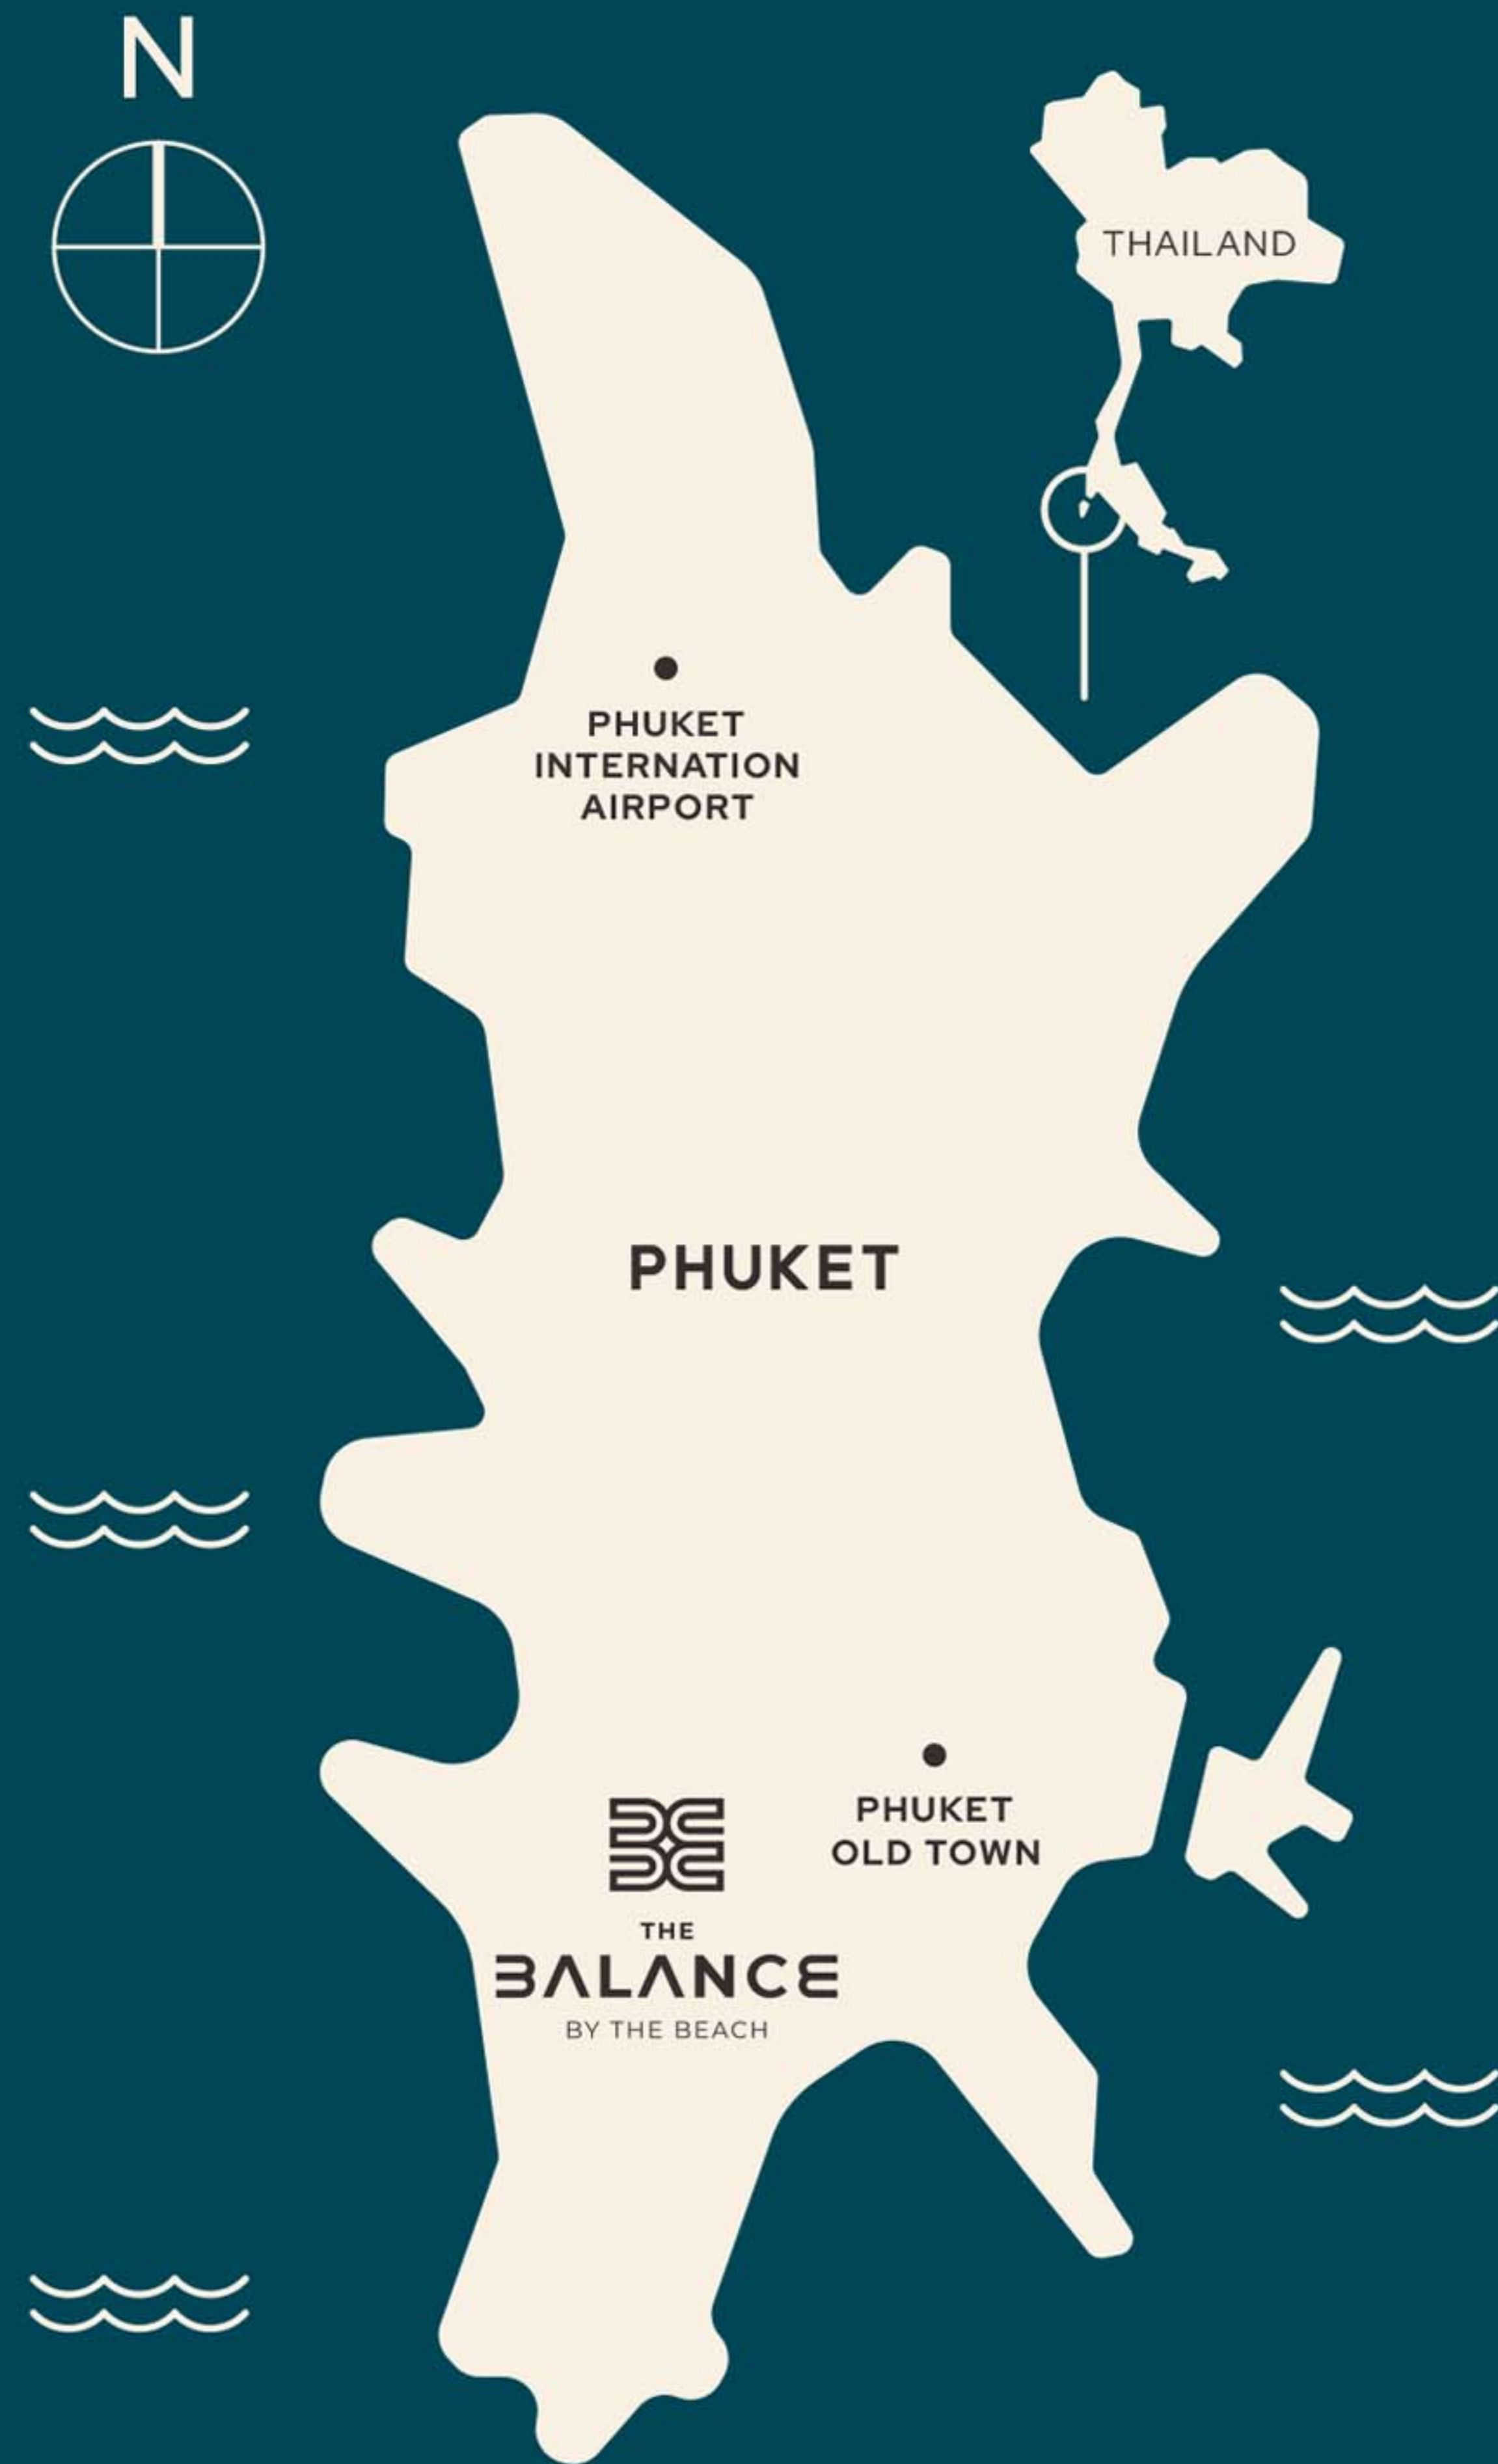 N
THAILAND
PHUKET
INTERNATION
AIRPORT
PHUKET
PHUKET
OLD TOWN
THE
BALANCE
BY THE BEACH